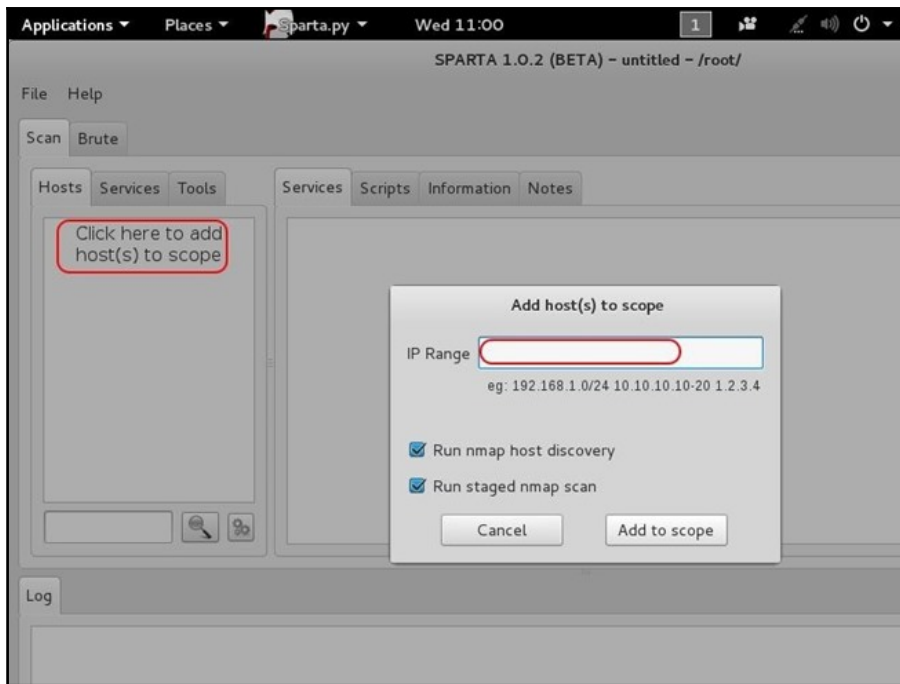 Applications Places Sparta.py Wed 11:00 1
SPARTA 1.0.2 (BETA) - untitled - /root/
File Help
Scan Brute
Hosts Services Tools Services Scripts Information Notes
Click here to add
host(s) to scope
Add host(s) to scope
IP Range
eg: 192.168.1.0/24 10.10.10.10-20 1.2.3.4
Run nmap host discovery
Run staged nmap scan
Cancel Add to scope
Log